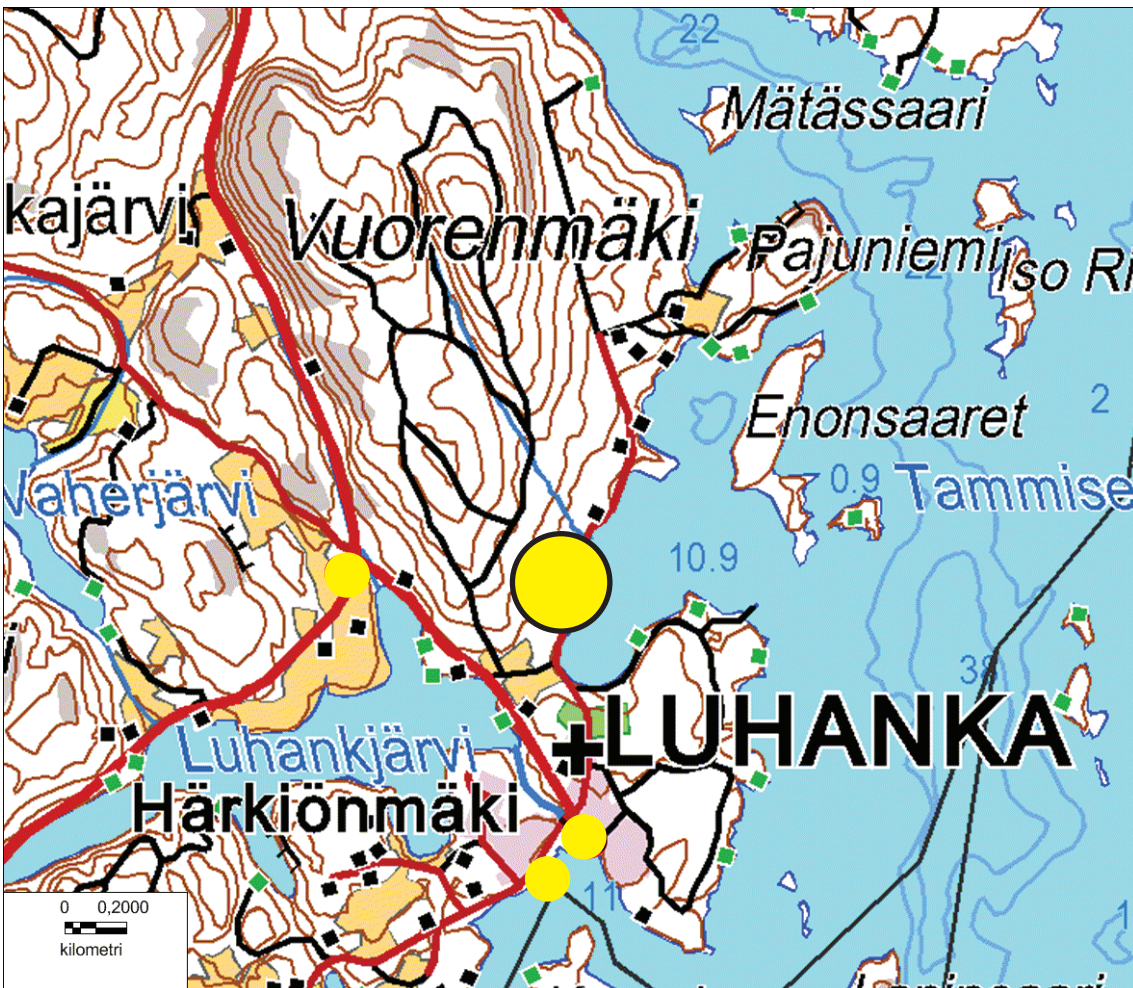 22
Mätässaari
kajärvi
Vuorenmäki
Pajuniemi
Iso Ri
22
Enonsaaret
2
Vaherjärvi
0.9
Tammise
10.9
38
LUHANKA
Luhankjärvi
Härkiönmäki
11
0 0,2000
kilometri
1